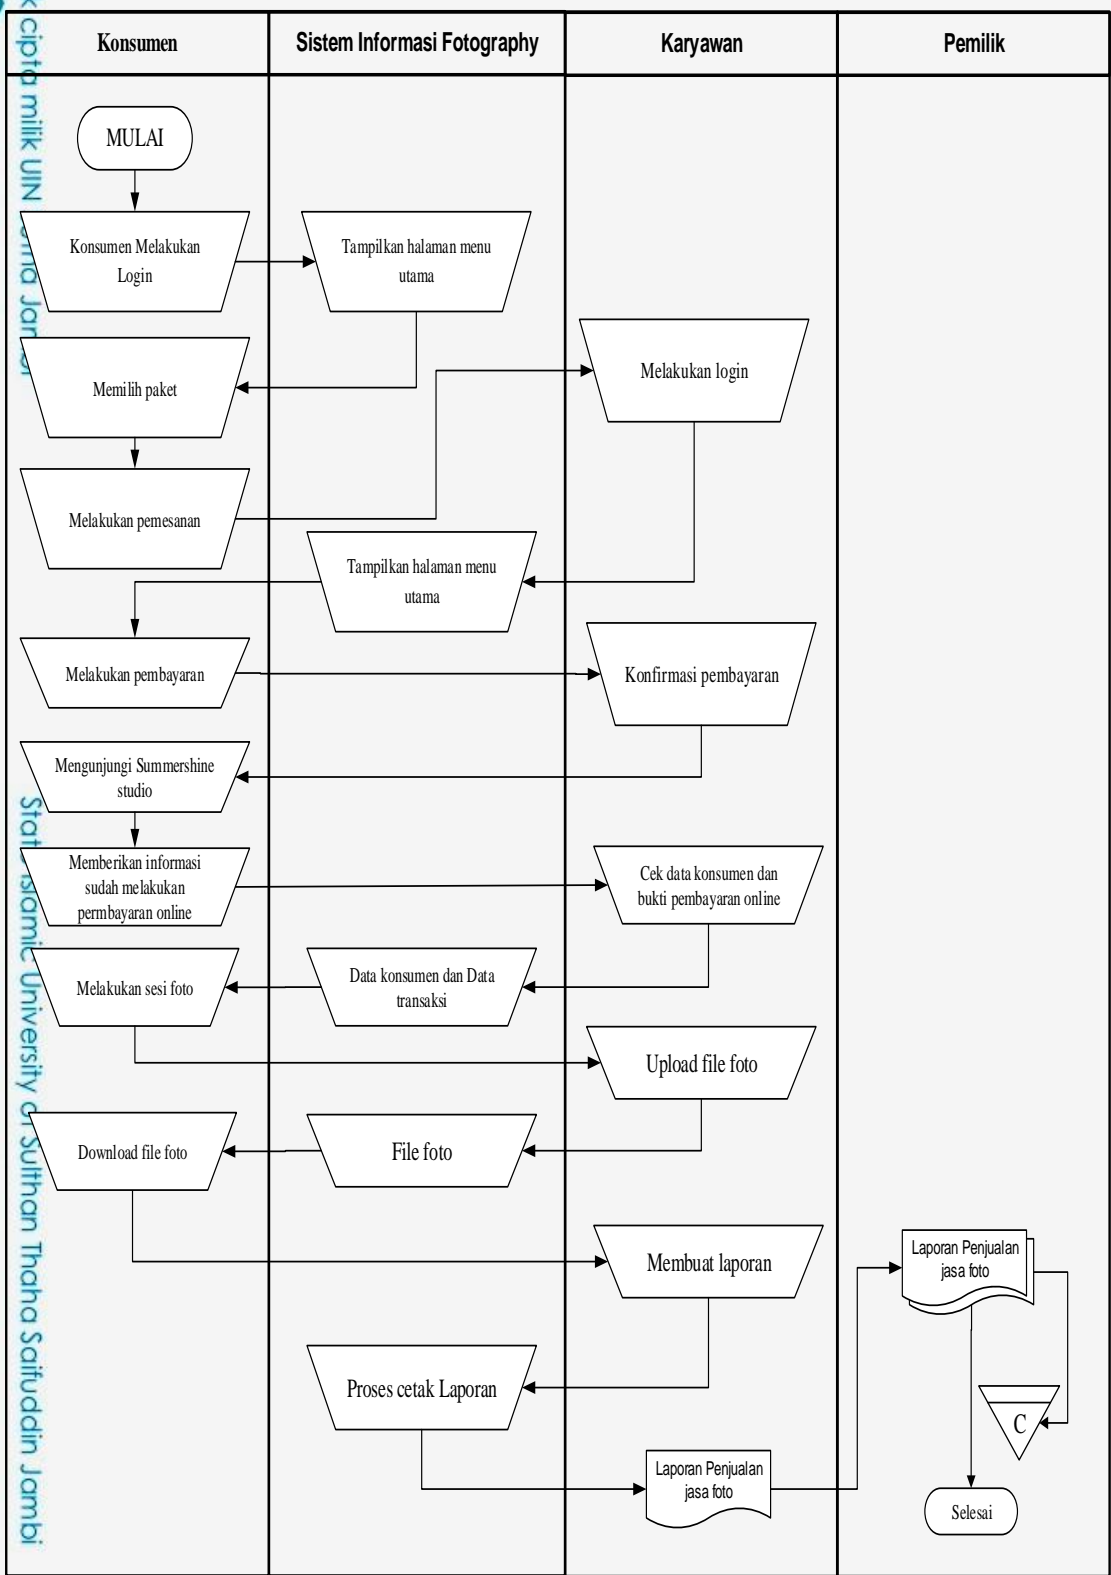 Konsumen
Sistem Informasi Fotography
Karyawan
Pemilik
MULAI
Konsumen Melakukan
Login
Tampilkan halaman menu
utama
Melakukan login
Memilih paket
Melakukan pemesanan
Tampilkan halaman menu
utama
Melakukan pembayaran
Konfirmasi pembayaran
Mengunjungi Summershine
studio
Memberikan informasi
sudah melakukan
permbayaran online
Cek data konsumen dan
bukti pembayaran online
Melakukan sesi foto
Data konsumen dan Data
transaksi
Upload file foto
Download file foto
File foto
Membuat laporan
Laporan Penjualan
jasa foto
Proses cetak Laporan
C
Laporan Penjualan
jasa foto
Selesai
cipta milik UIN
Islamic University of Sulthan Thaha Saifuddin Jambi